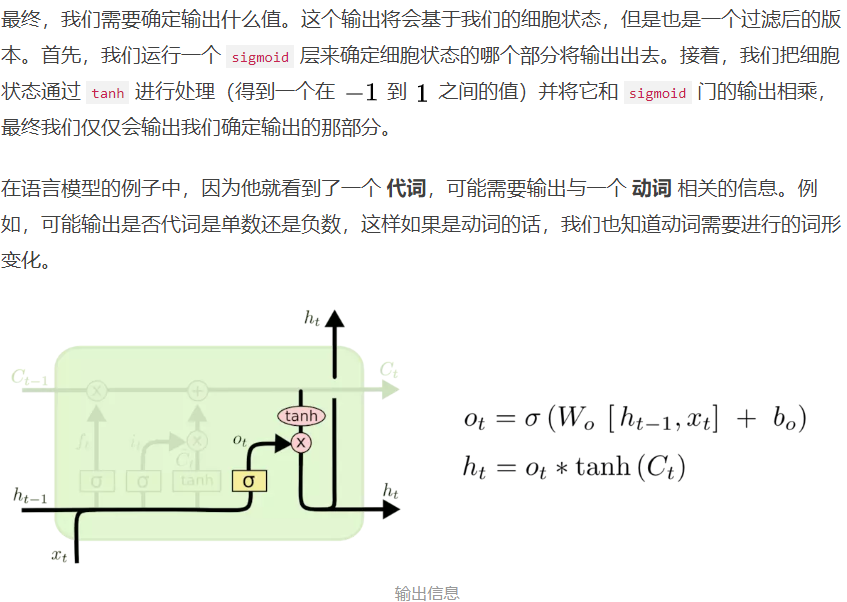 最终，我们需要确定输出什么值。这个输出将会基于我们的细胞状态，但是也是一个过滤后的版
本。首先，我们运行一个 sigmoid 层来确定细胞状态的哪个部分将输出出去。接着，我们把细胞
状态通过 tanh 进行处理（得到一个在 −1 到 1 之间的值）并将它和 sigmoid 门的输出相乘，
最终我们仅仅会输出我们确定输出的那部分。
在语言模型的例子中，因为他就看到了一个 代词，可能需要输出与一个 动词 相关的信息。例
如，可能输出是否代词是单数还是负数，这样如果是动词的话，我们也知道动词需要进行的词形
变化。
h_t
C_{t-1}
C_t
tanh
f_t
i_t
C̃_t
o_t
σ
σ
tanh
σ
h_{t-1}
h_t
x_t
o_t = σ (W_o [h_{t-1}, x_t] + b_o)
h_t = o_t * tanh (C_t)
输出信息